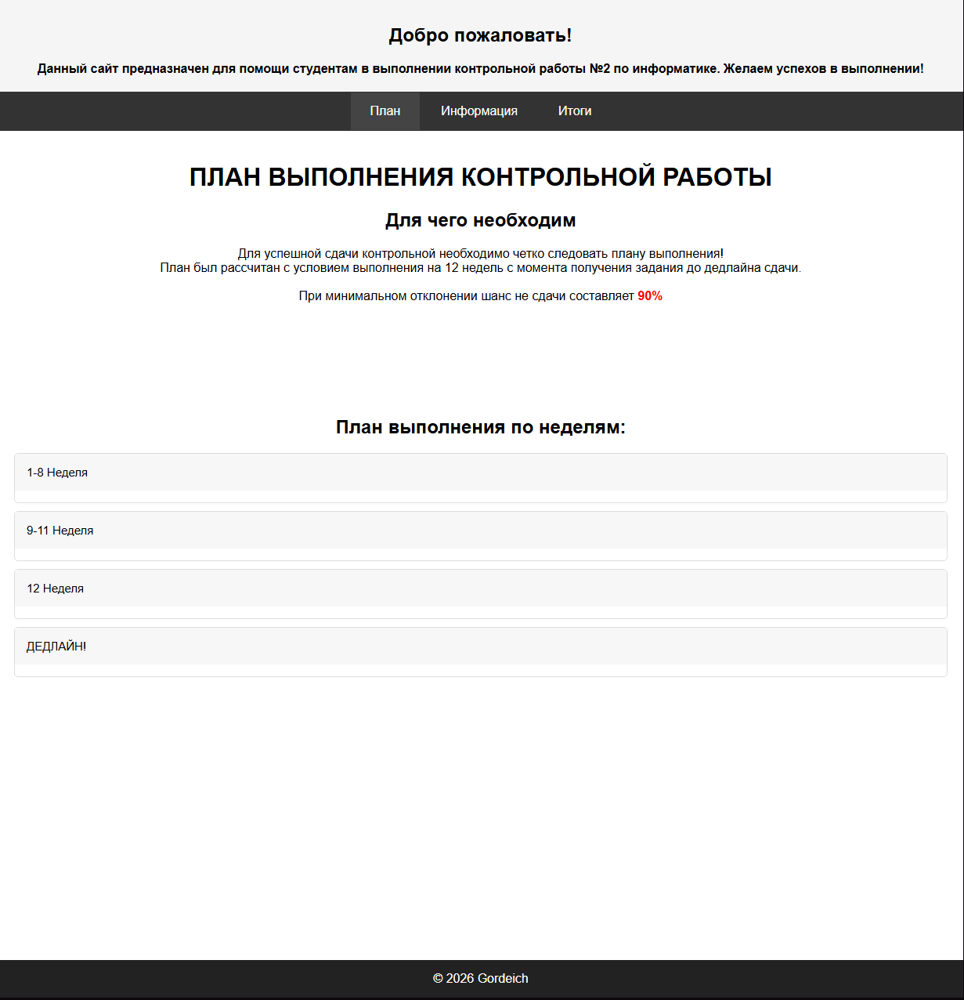 Добро пожаловать!
Данный сайт предназначен для помощи студентам в выполнении контрольной работы №2 по информатике. Желаем успехов в выполнении!
План
Информация
Итоги
ПЛАН ВЫПОЛНЕНИЯ КОНТРОЛЬНОЙ РАБОТЫ
Для чего необходим
Для успешной сдачи контрольной необходимо четко следовать плану выполнения!
План был рассчитан с условием выполнения на 12 недель с момента получения задания до дедлайна сдачи.
При минимальном отклонении шанс не сдачи составляет 90%
План выполнения по неделям:
1-8 Неделя
9-11 Неделя
12 Неделя
ДЕДЛАЙН!
© 2026 Gordeich